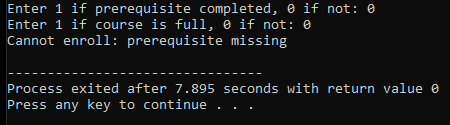 Enter 1 if prerequisite completed, 0 if not: 0
Enter 1 if course is full, 0 if not: 0
Cannot enroll: prerequisite missing
--------------------------------
Process exited after 7.895 seconds with return value 0
Press any key to continue . . .